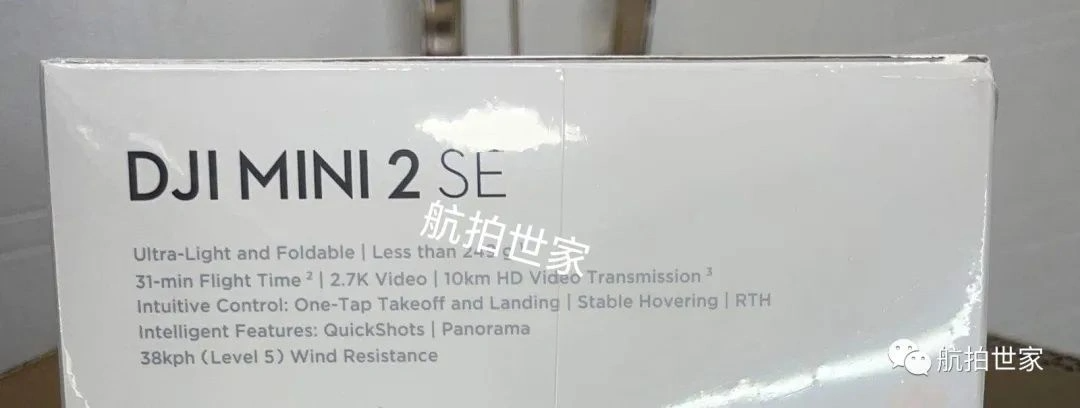 DJI MINI 2 SE
航拍世家
Ultra-Light and Foldable | Less than 249 g
31-min Flight Time ² | 2.7K Video | 10km HD Video Transmission ³
Intuitive Control: One-Tap Takeoff and Landing | Stable Hovering | RTH
Intelligent Features: QuickShots | Panorama
38kph (Level 5) Wind Resistance
航拍世家